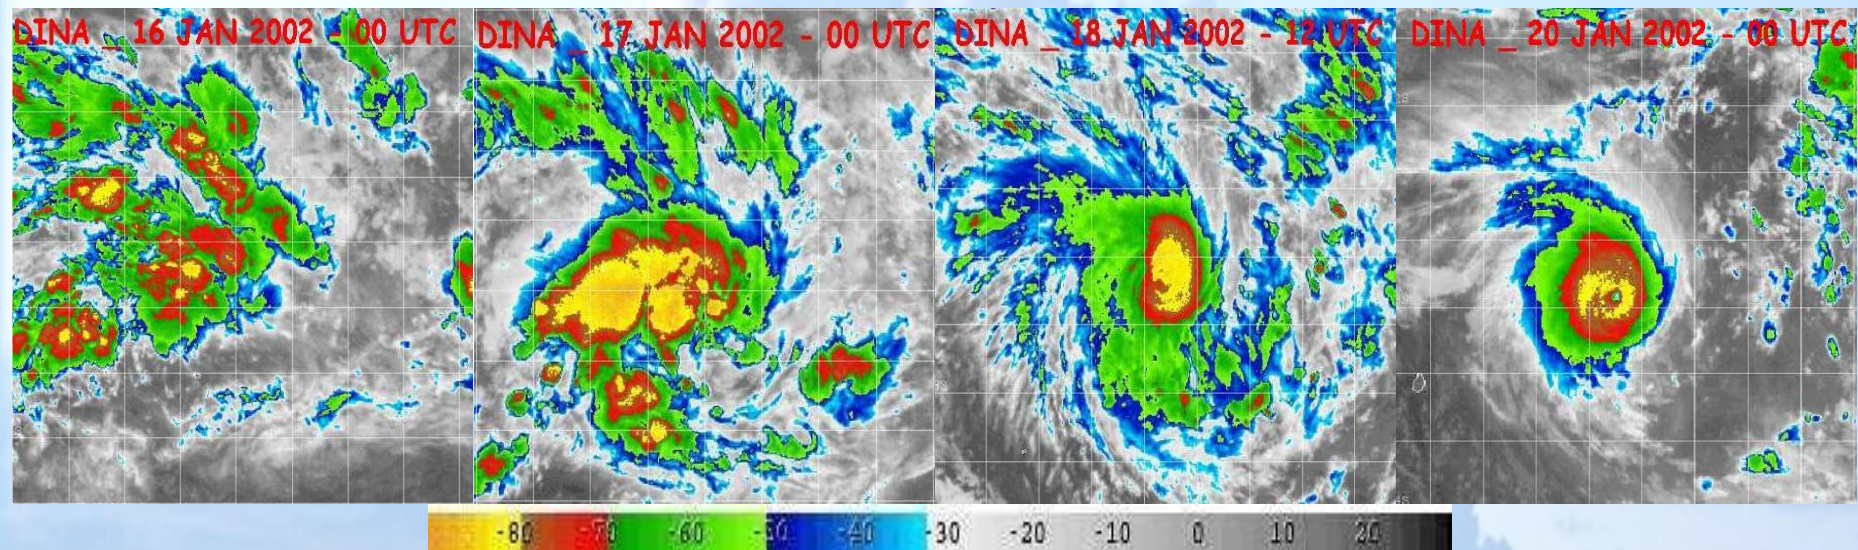 DINA _ 16 JAN 2002 - 00 UTC
DINA _ 17 JAN 2002 - 00 UTC
DINA _ 18 JAN 2002 - 12 UTC
DINA _ 20 JAN 2002 - 00 UTC
-80 -70 -60 -50 -40 -30 -20 -10 0 10 20